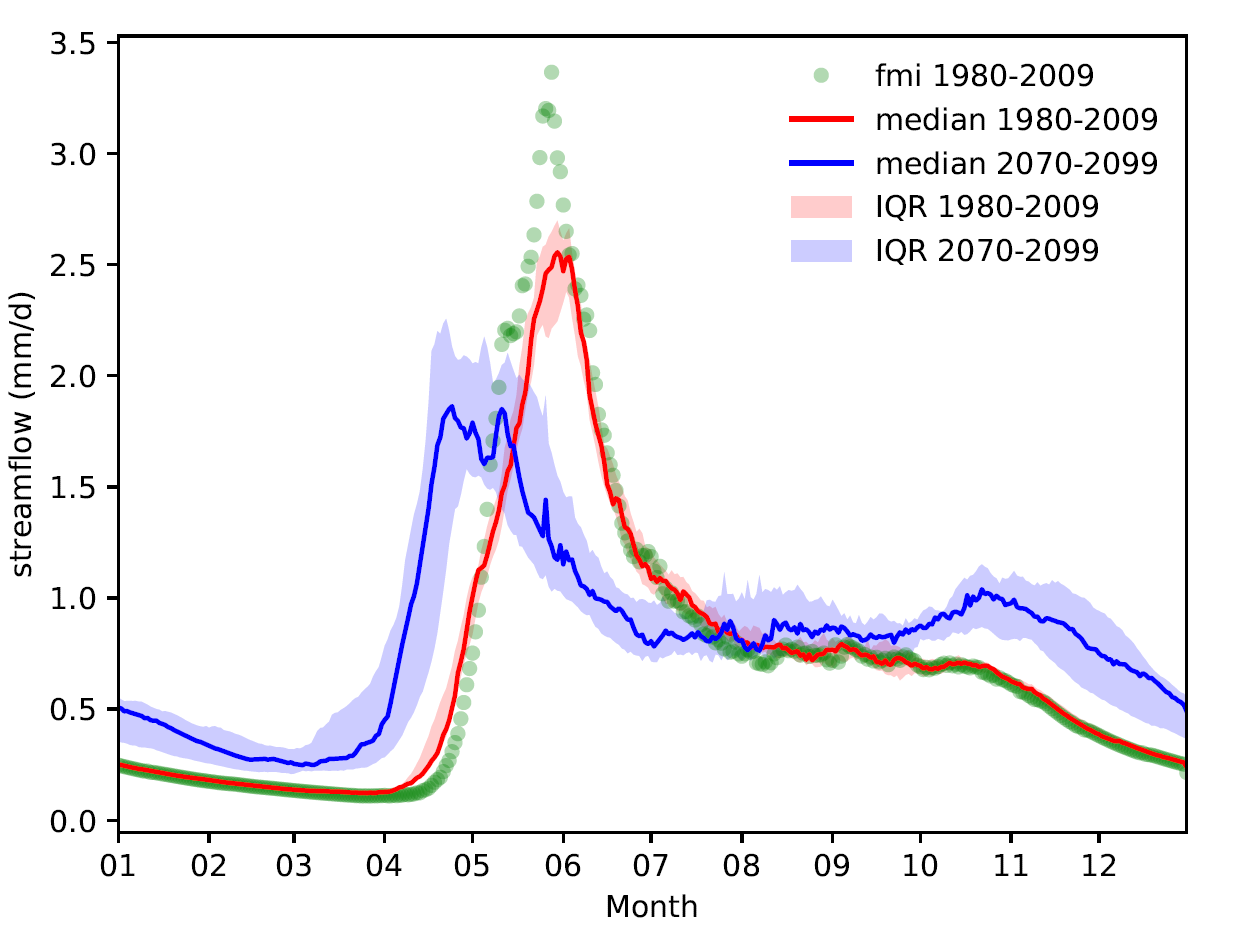 3.5
3.0
2.5
2.0
1.5
1.0
0.5
0.0
streamflow (mm/d)
fmi 1980-2009
median 1980-2009
median 2070-2099
IQR 1980-2009
IQR 2070-2099
01 02 03 04 05 06 07 08 09 10 11 12
Month